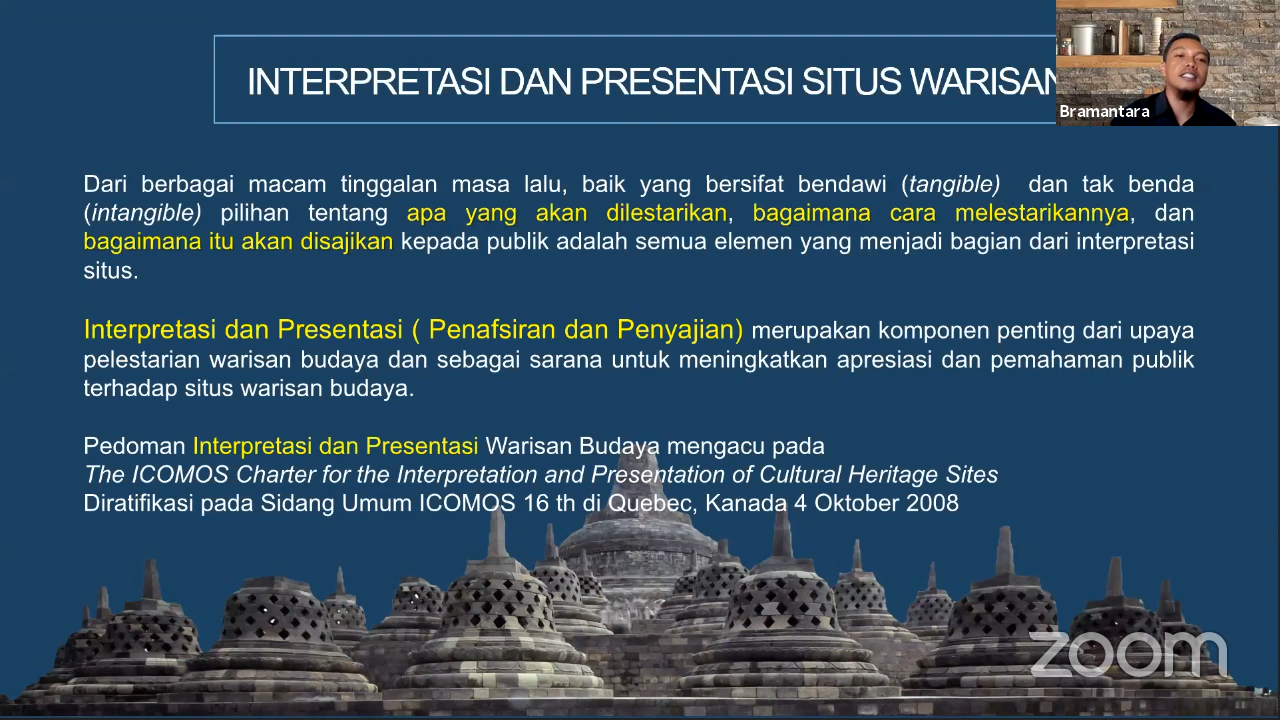 INTERPRETASI DAN PRESENTASI SITUS WARISAN
Bramantara
Dari berbagai macam tinggalan masa lalu, baik yang bersifat bendawi (tangible) dan tak benda
(intangible) pilihan tentang apa yang akan dilestarikan, bagaimana cara melestarikannya, dan
bagaimana itu akan disajikan kepada publik adalah semua elemen yang menjadi bagian dari interpretasi
situs.
Interpretasi dan Presentasi ( Penafsiran dan Penyajian) merupakan komponen penting dari upaya
pelestarian warisan budaya dan sebagai sarana untuk meningkatkan apresiasi dan pemahaman publik
terhadap situs warisan budaya.
Pedoman Interpretasi dan Presentasi Warisan Budaya mengacu pada
The ICOMOS Charter for the Interpretation and Presentation of Cultural Heritage Sites
Diratifikasi pada Sidang Umum ICOMOS 16 th di Quebec, Kanada 4 Oktober 2008
zoom